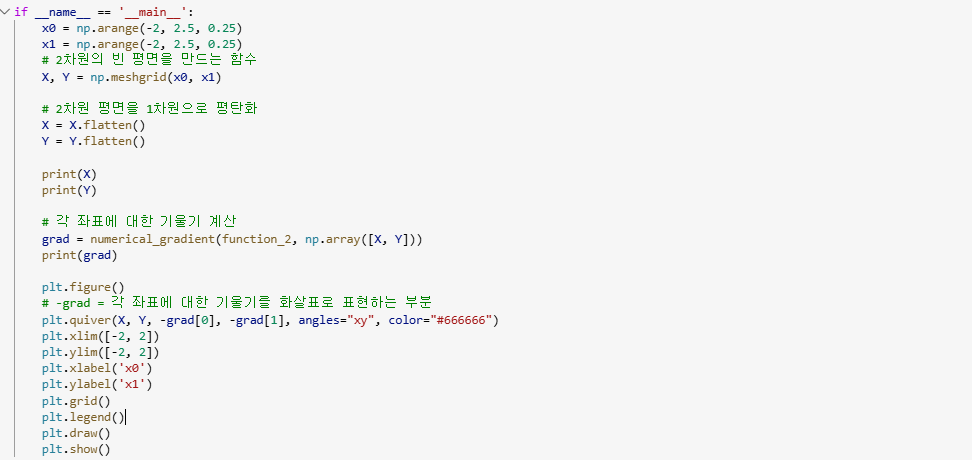 if __name__ == '__main__':
x0 = np.arange(-2, 2.5, 0.25)
x1 = np.arange(-2, 2.5, 0.25)
# 2차원의 빈 평면을 만드는 함수
X, Y = np.meshgrid(x0, x1)
# 2차원 평면을 1차원으로 평탄화
X = X.flatten()
Y = Y.flatten()
print(X)
print(Y)
# 각 좌표에 대한 기울기 계산
grad = numerical_gradient(function_2, np.array([X, Y]))
print(grad)
plt.figure()
# -grad = 각 좌표에 대한 기울기를 화살표로 표현하는 부분
plt.quiver(X, Y, -grad[0], -grad[1], angles="xy", color="#666666")
plt.xlim([-2, 2])
plt.ylim([-2, 2])
plt.xlabel('x0')
plt.ylabel('x1')
plt.grid()
plt.legend()
plt.draw()
plt.show()